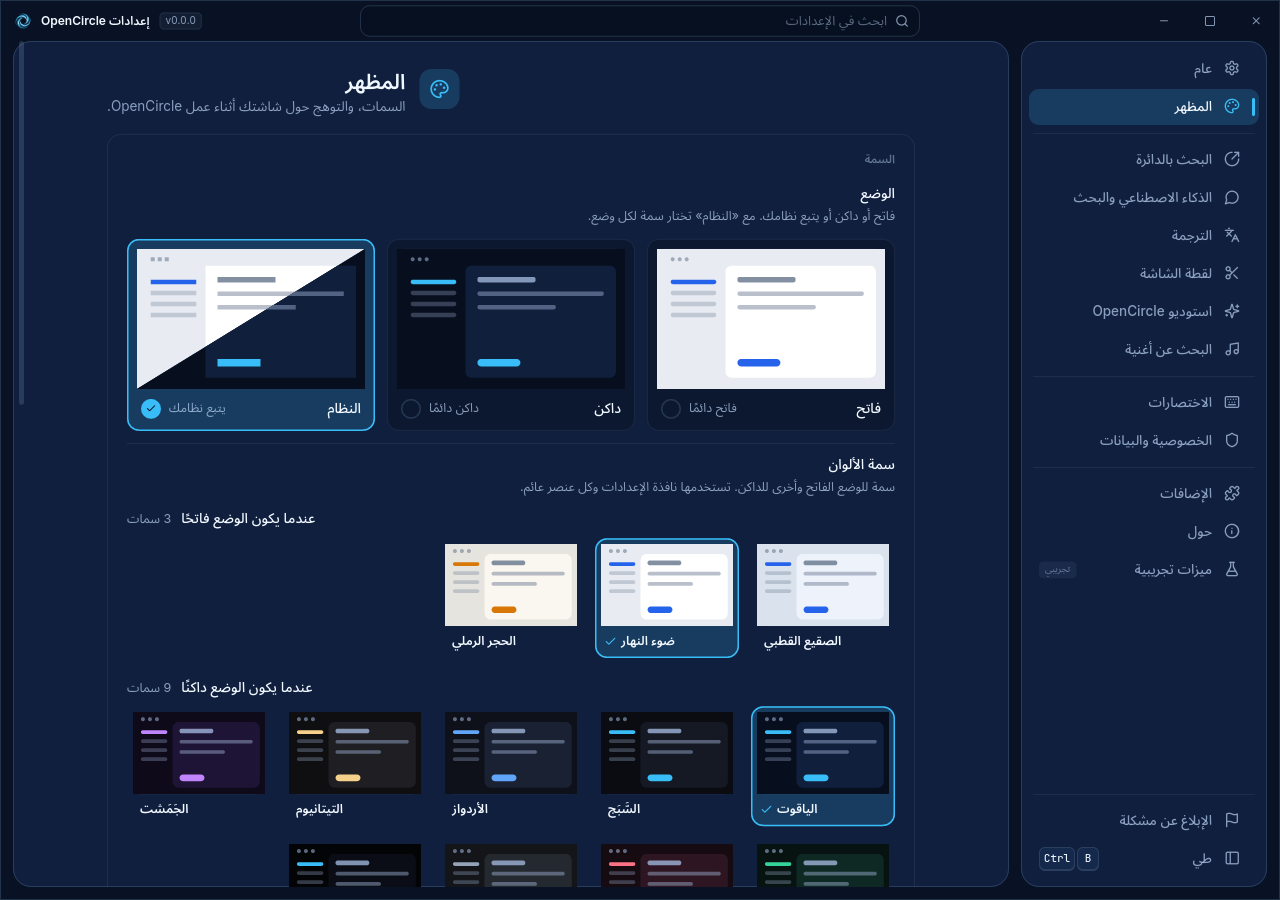 إعدادات OpenCircle
v0.0.0
ابحث في الإعدادات
عام
المظهر
البحث بالدائرة
الذكاء الاصطناعي والبحث
الترجمة
لقطة الشاشة
استوديو OpenCircle
البحث عن أغنية
الاختصارات
الخصوصية والبيانات
الإضافات
حول
ميزات تجريبية
تجريبي
الإبلاغ عن مشكلة
طي
Ctrl B
المظهر
السمات، والتوهج حول شاشتك أثناء عمل OpenCircle.
السمة
الوضع
فاتح أو داكن أو يتبع نظامك. مع «النظام» تختار سمة لكل وضع.
فاتح
فاتح دائمًا
داكن
داكن دائمًا
النظام
يتبع نظامك
سمة الألوان
سمة للوضع الفاتح وأخرى للداكن. تستخدمها نافذة الإعدادات وكل عنصر عائم.
عندما يكون الوضع فاتحًا
3 سمات
الصقيع القطبي
ضوء النهار
الحجر الرملي
عندما يكون الوضع داكنًا
9 سمات
الياقوت
السَّبَج
الأردواز
التيتانيوم
الجَمَشت